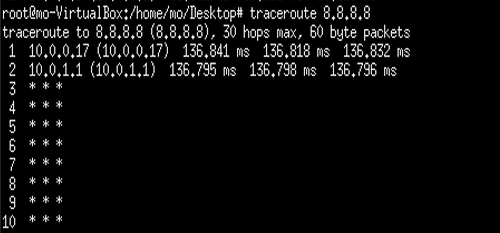 root@mo-VirtualBox:/home/mo/Desktop# traceroute 8.8.8.8
traceroute to 8.8.8.8 (8.8.8.8), 30 hops max, 60 byte packets
1 10.0.0.17 (10.0.0.17) 136.841 ms 136.818 ms 136.832 ms
2 10.0.1.1 (10.0.1.1) 136.795 ms 136.798 ms 136.796 ms
3 * * *
4 * * *
5 * * *
6 * * *
7 * * *
8 * * *
9 * * *
10 * * *